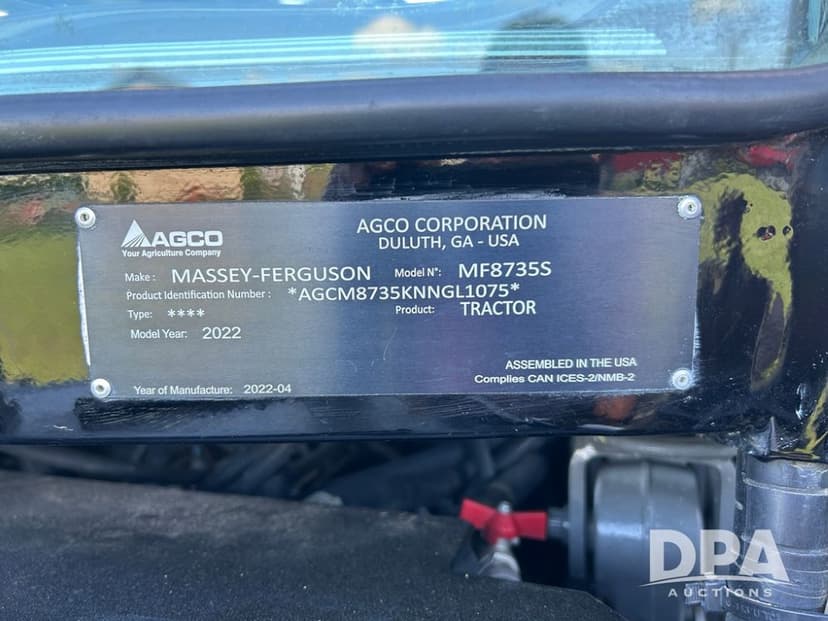 AGCO
Your Agriculture Company
AGCO CORPORATION
DULUTH, GA - USA
Make: MASSEY-FERGUSON Model N°: MF8735S
Product Identification Number: *AGCM8735KNNGL1075*
Type: **** Product: TRACTOR
Model Year: 2022
ASSEMBLED IN THE USA
Complies CAN ICES-2/NMB-2
Year of Manufacture: 2022-04
DPA
AUCTIONS